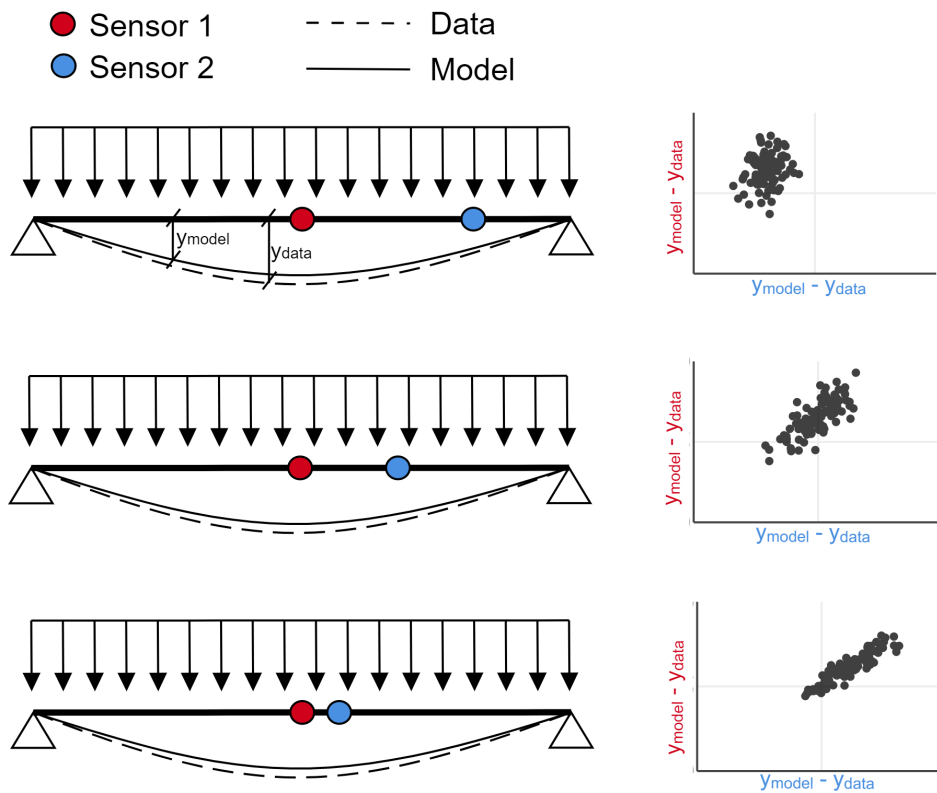 Sensor 1
Data
Sensor 2
Model
ymodel
ydata
ymodel - ydata
ymodel - ydata
ymodel - ydata
ymodel - ydata
ymodel - ydata
ymodel - ydata